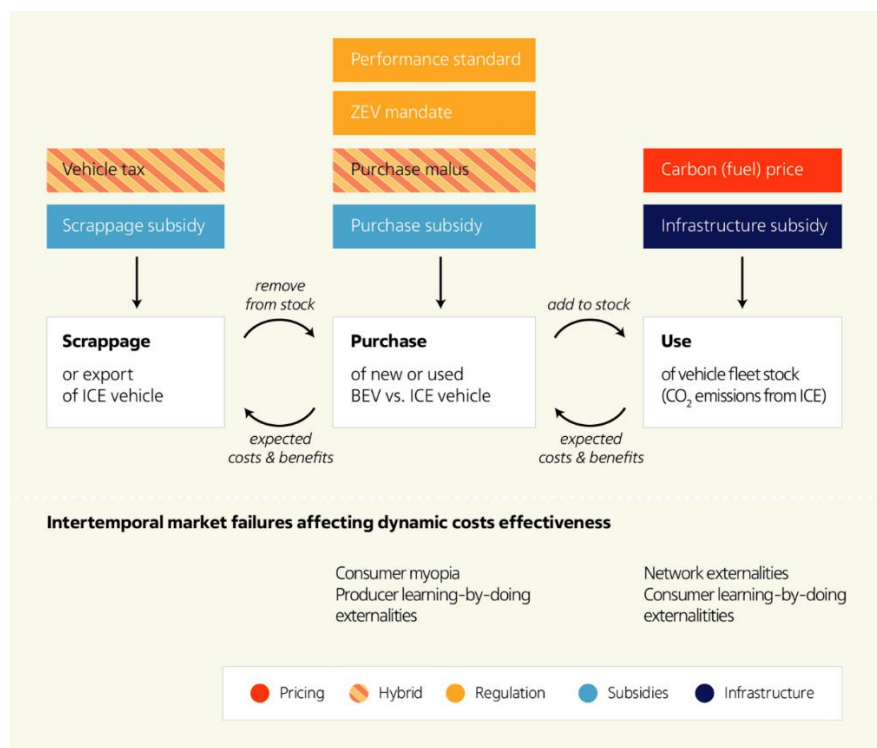 Performance standard
ZEV mandate
Vehicle tax
Purchase malus
Carbon (fuel) price
Scrappage subsidy
Purchase subsidy
Infrastructure subsidy
remove
from stock
add to stock
Scrappage
or export
of ICE vehicle
Purchase
of new or used
BEV vs. ICE vehicle
Use
of vehicle fleet stock
(CO₂ emissions from ICE)
expected
costs & benefits
expected
costs & benefits
Intertemporal market failures affecting dynamic costs effectiveness
Consumer myopia
Producer learning-by-doing
externalities
Network externalities
Consumer learning-by-doing
externalitities
Pricing
Hybrid
Regulation
Subsidies
Infrastructure